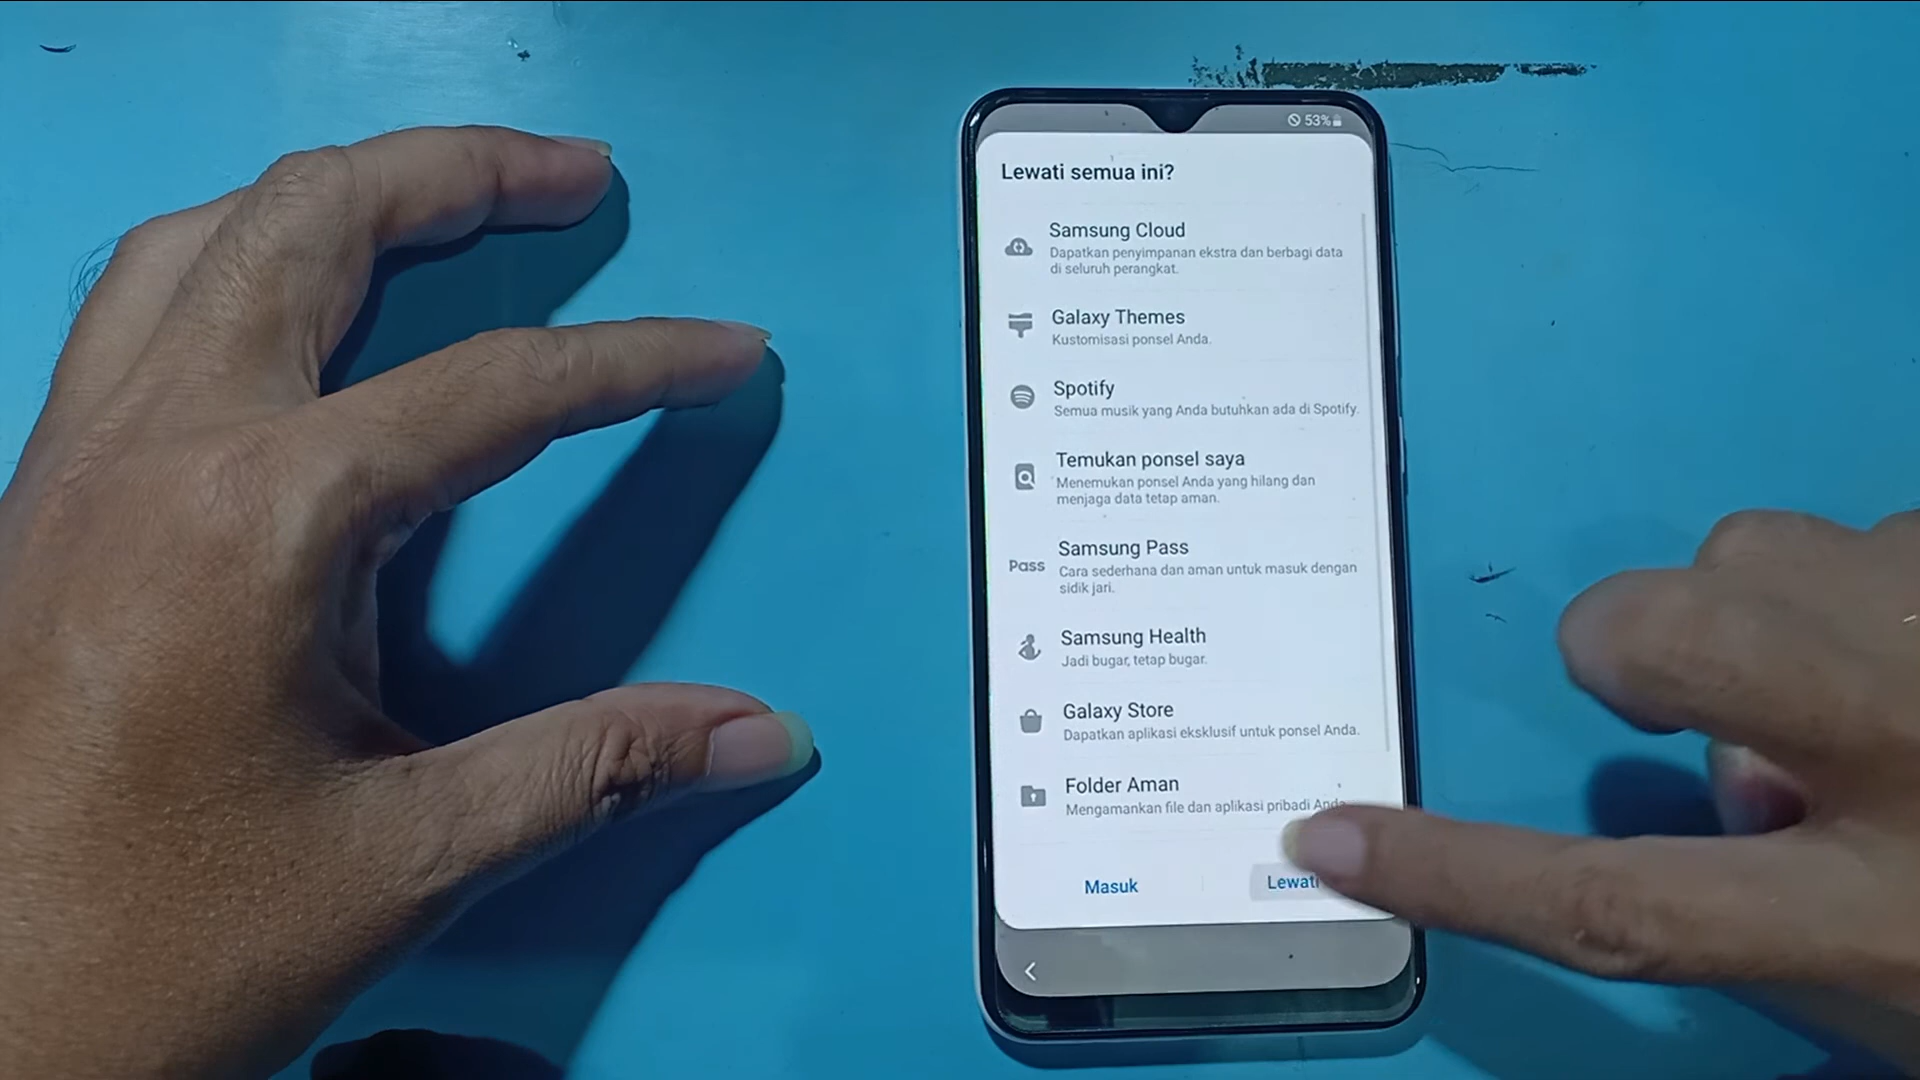 53%
Lewati semua ini?
Samsung Cloud
Dapatkan penyimpanan ekstra dan berbagi data
di seluruh perangkat.
Galaxy Themes
Kustomisasi ponsel Anda.
Spotify
Semua musik yang Anda butuhkan ada di Spotify.
Temukan ponsel saya
Menemukan ponsel Anda yang hilang dan
menjaga data tetap aman.
Pass
Samsung Pass
Cara sederhana dan aman untuk masuk dengan
sidik jari.
Samsung Health
Jadi bugar, tetap bugar.
Galaxy Store
Dapatkan aplikasi eksklusif untuk ponsel Anda.
Folder Aman
Mengamankan file dan aplikasi pribadi Anda
Masuk
Lewati